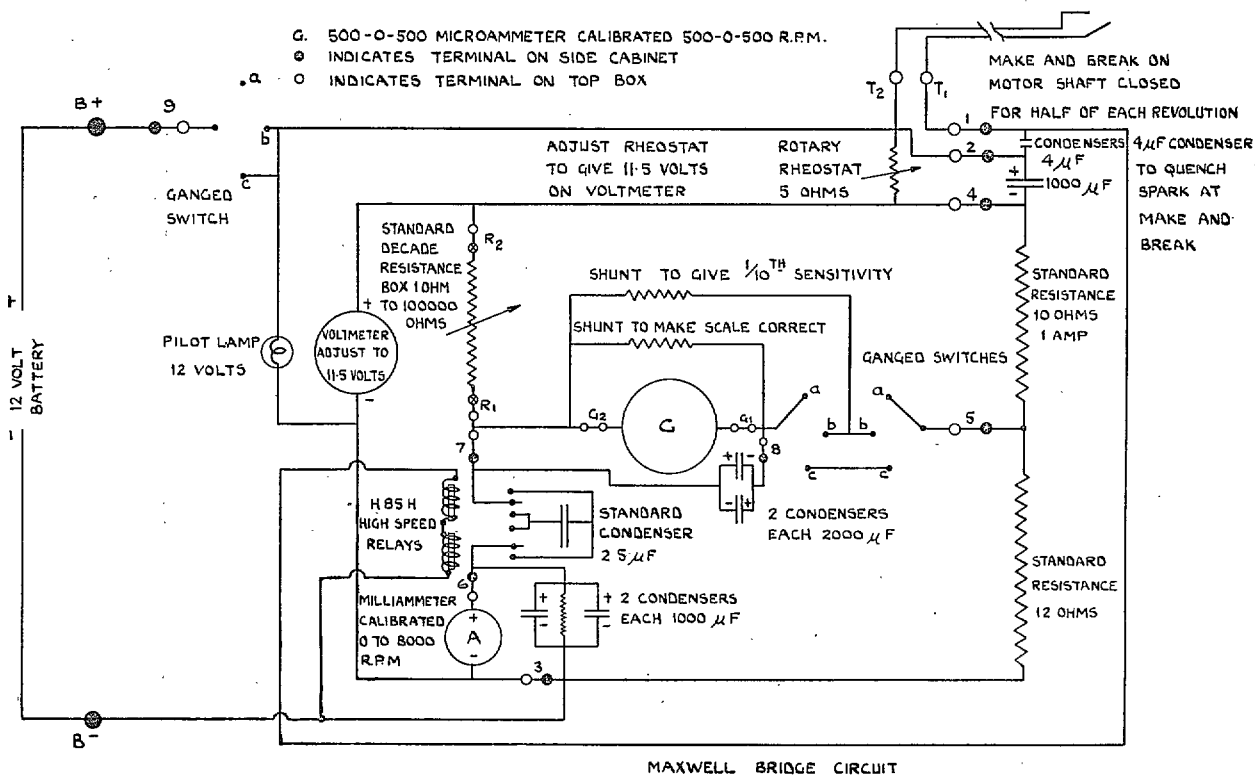 G. 500-0-500 MICROAMMETER CALIBRATED 500-0-500 R.P.M.
INDICATES TERMINAL ON SIDE CABINET
INDICATES TERMINAL ON TOP BOX
T2
T1
MAKE AND BREAK ON
MOTOR SHAFT CLOSED
FOR HALF OF EACH REVOLUTION
B+
9
a
b
c
GANGED
SWITCH
ADJUST RHEOSTAT
TO GIVE 11·5 VOLTS
ON VOLTMETER
ROTARY
RHEOSTAT
5 OHMS
1
2
4
CONDENSERS
4μF
+
1000 μF
-
4μF CONDENSER
TO QUENCH
SPARK AT
MAKE AND
BREAK
STANDARD
DECADE
RESISTANCE
BOX 1 OHM
TO 100000
OHMS
R2
R1
SHUNT TO GIVE 1/10TH SENSITIVITY
SHUNT TO MAKE SCALE CORRECT
STANDARD
RESISTANCE
10 OHMS
1 AMP
+
12 VOLT
BATTERY
-
PILOT LAMP
12 VOLTS
+
VOLTMETER
ADJUST TO
11·5 VOLTS
-
G2
G
G1
GANGED SWITCHES
a
a
b
b
c
c
5
7
8
+ -
- +
2 CONDENSERS
EACH 2000 μF
H 85 H
HIGH SPEED
RELAYS
STANDARD
CONDENSER
25 μF
STANDARD
RESISTANCE
12 OHMS
6
MILLIAMMETER
CALIBRATED
0 TO 8000
R.P.M
+
A
-
+
-
+
-
2 CONDENSERS
EACH 1000 μF
3
B-
MAXWELL BRIDGE CIRCUIT